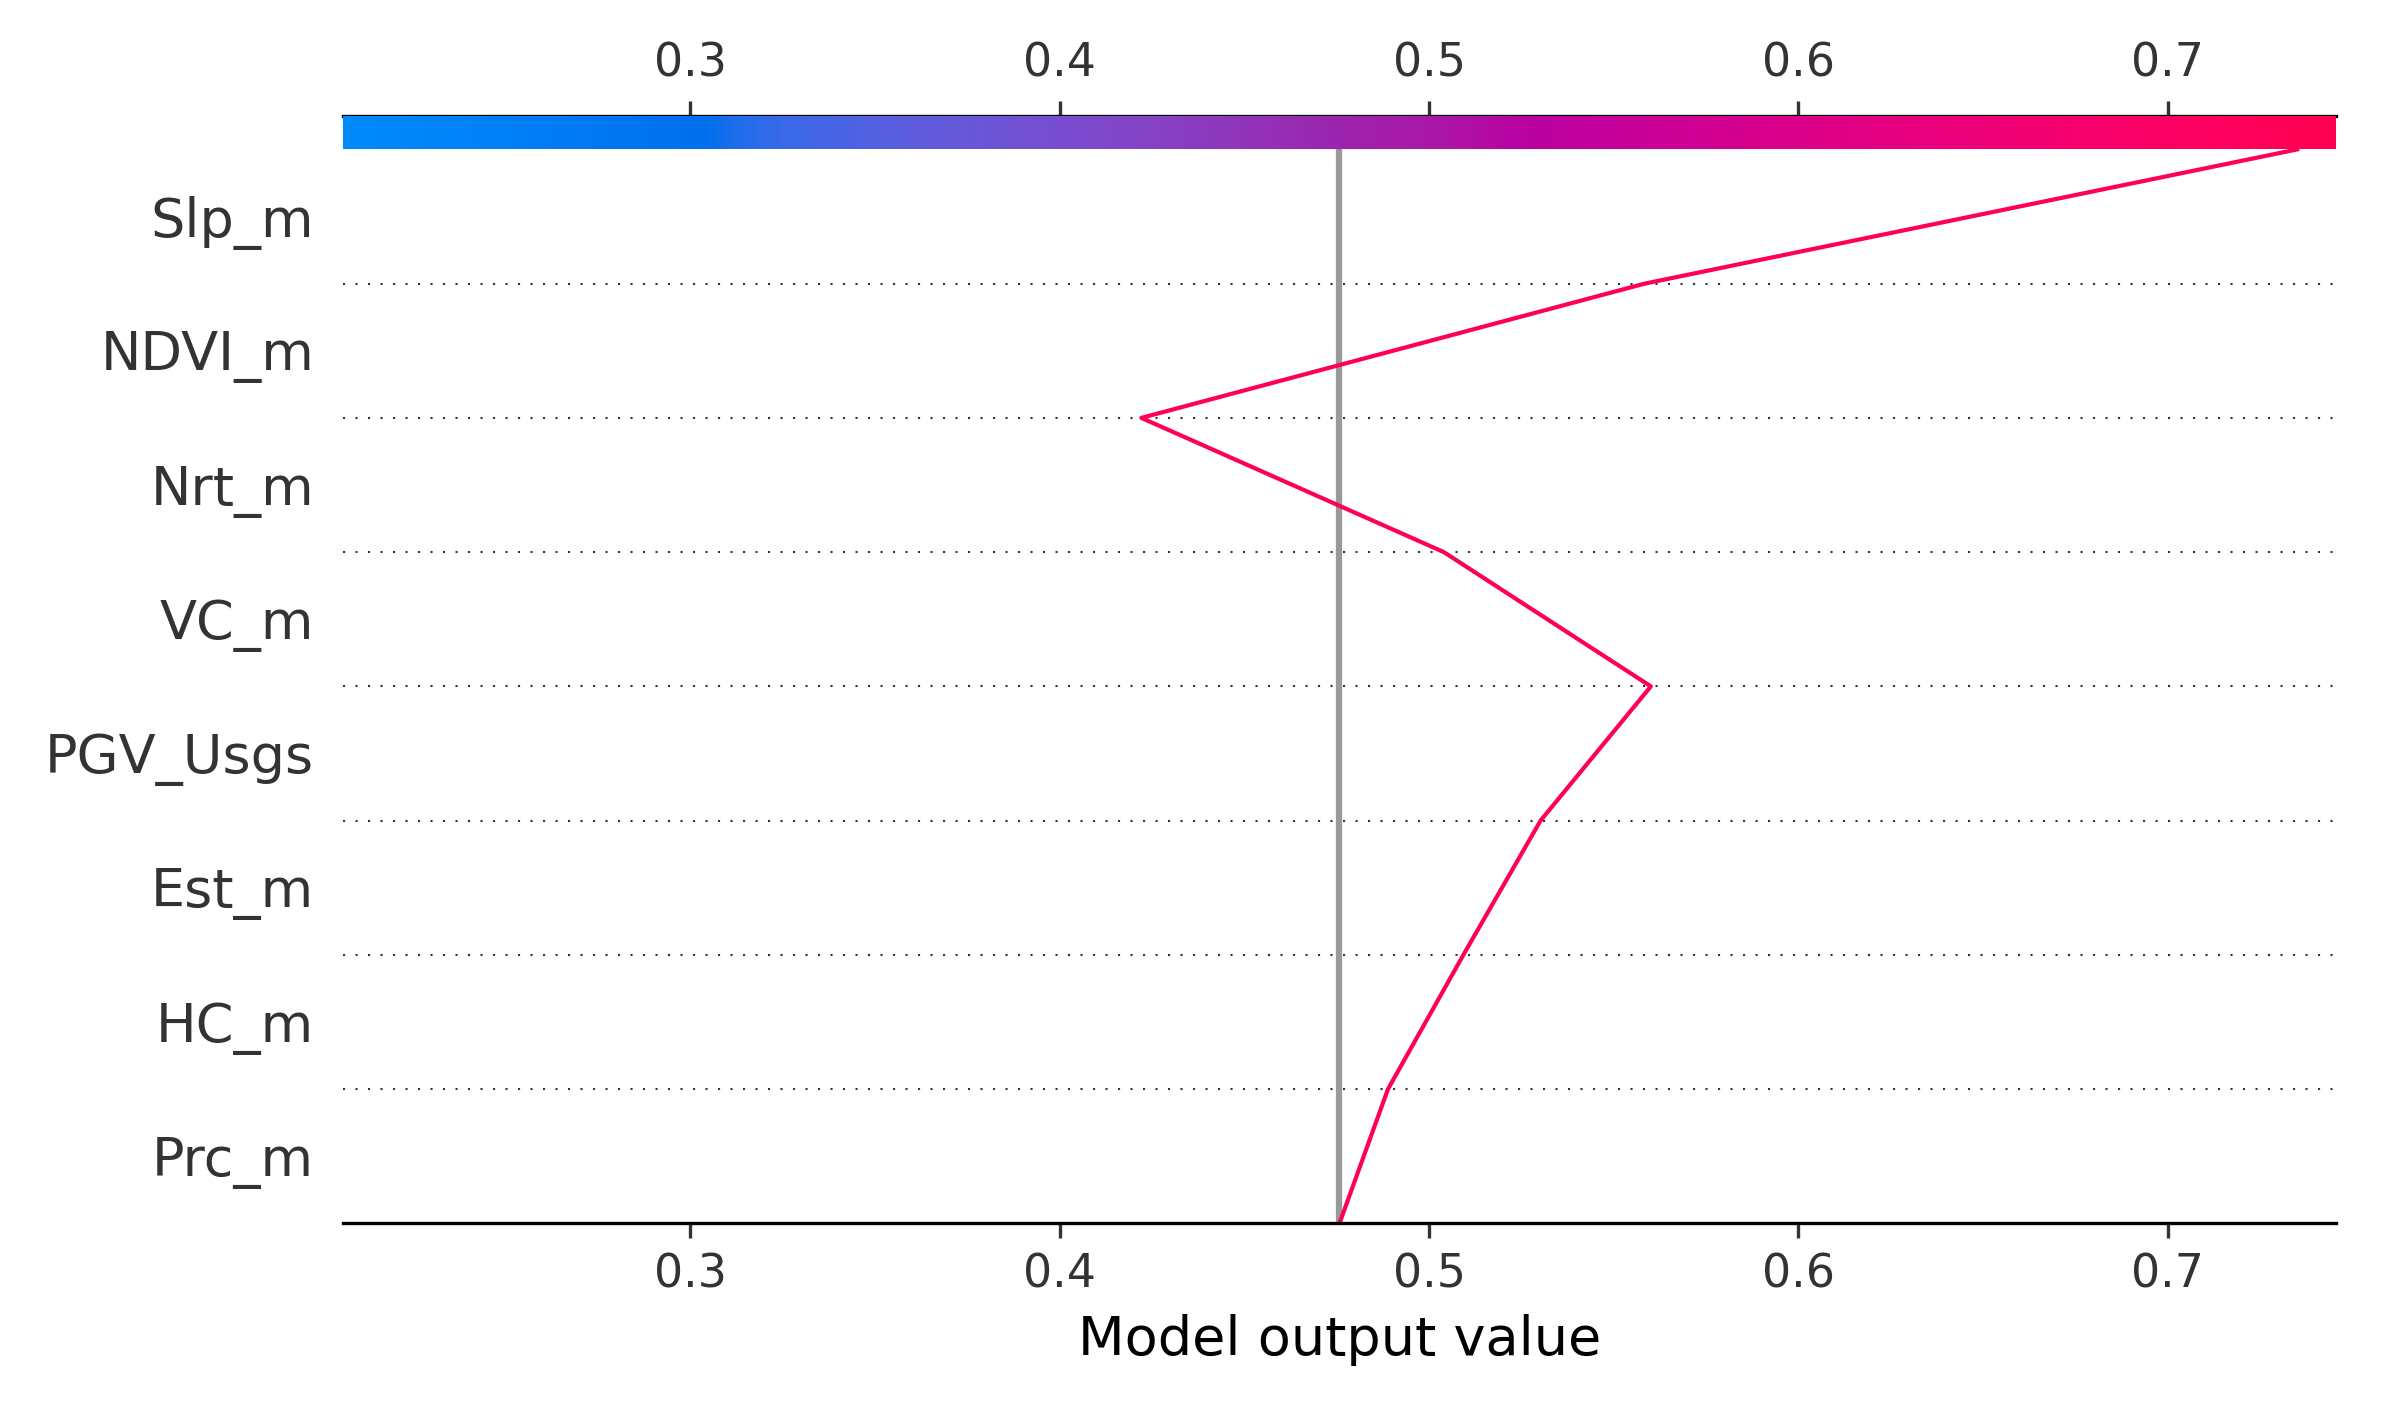 0.3 0.4 0.5 0.6 0.7
Slp_m
NDVI_m
Nrt_m
VC_m
PGV_Usgs
Est_m
HC_m
Prc_m
0.3 0.4 0.5 0.6 0.7
Model output value